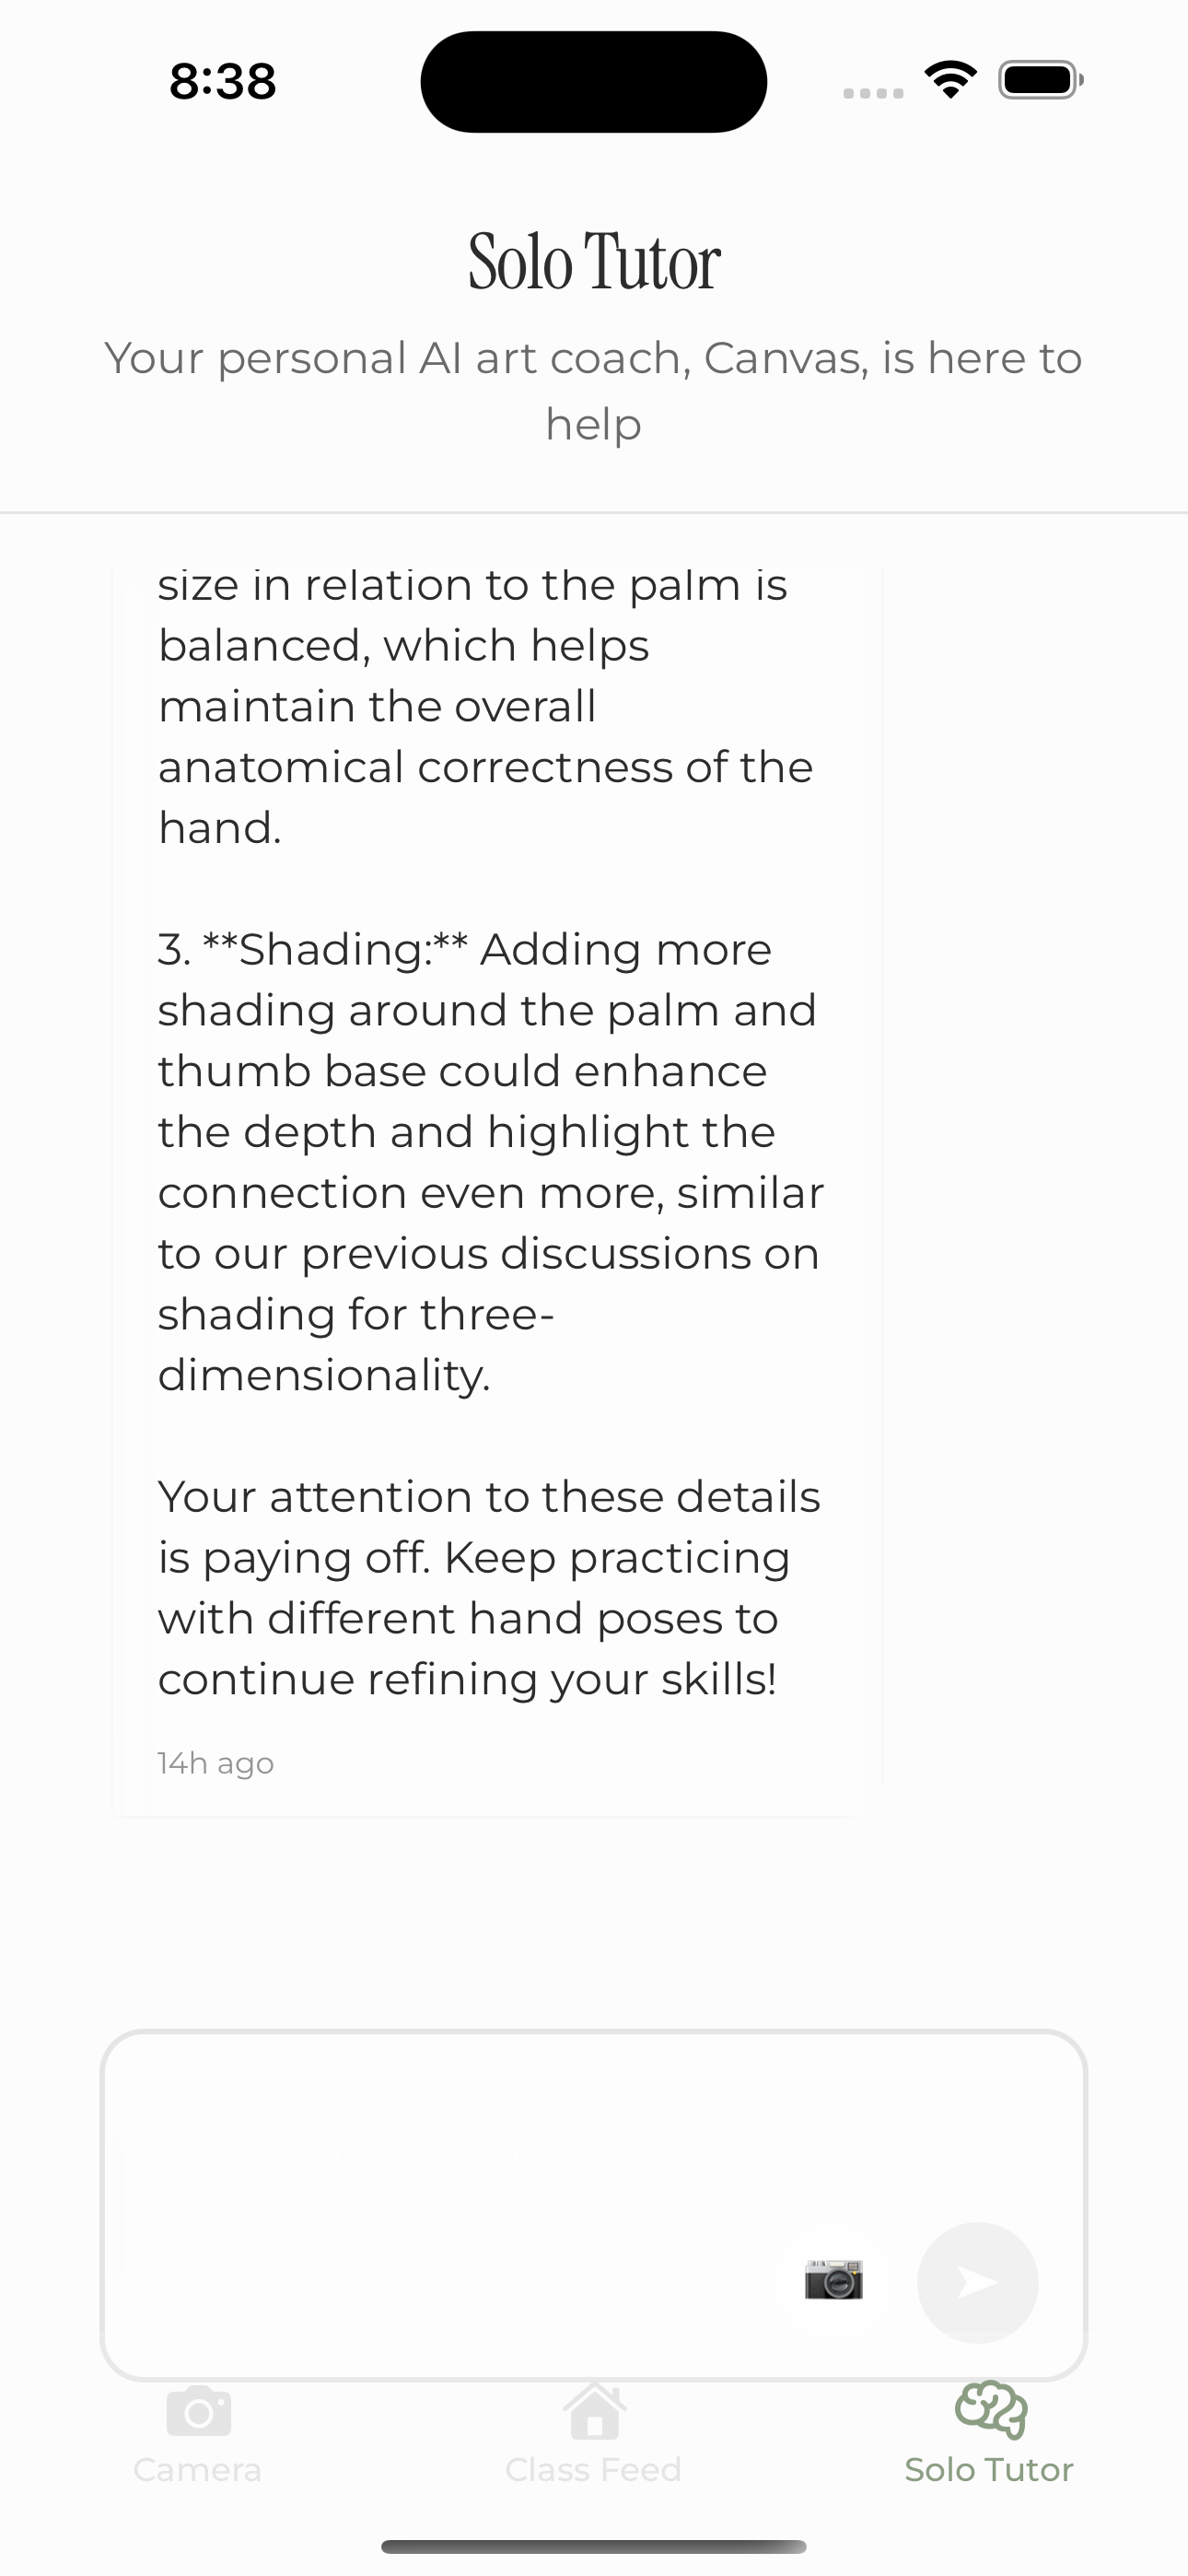 8:38
Solo Tutor
Your personal AI art coach, Canvas, is here to
help
size in relation to the palm is
balanced, which helps
maintain the overall
anatomical correctness of the
hand.
3. **Shading:** Adding more
shading around the palm and
thumb base could enhance
the depth and highlight the
connection even more, similar
to our previous discussions on
shading for three-
dimensionality.
Your attention to these details
is paying off. Keep practicing
with different hand poses to
continue refining your skills!
14h ago
Camera
Class Feed
Solo Tutor